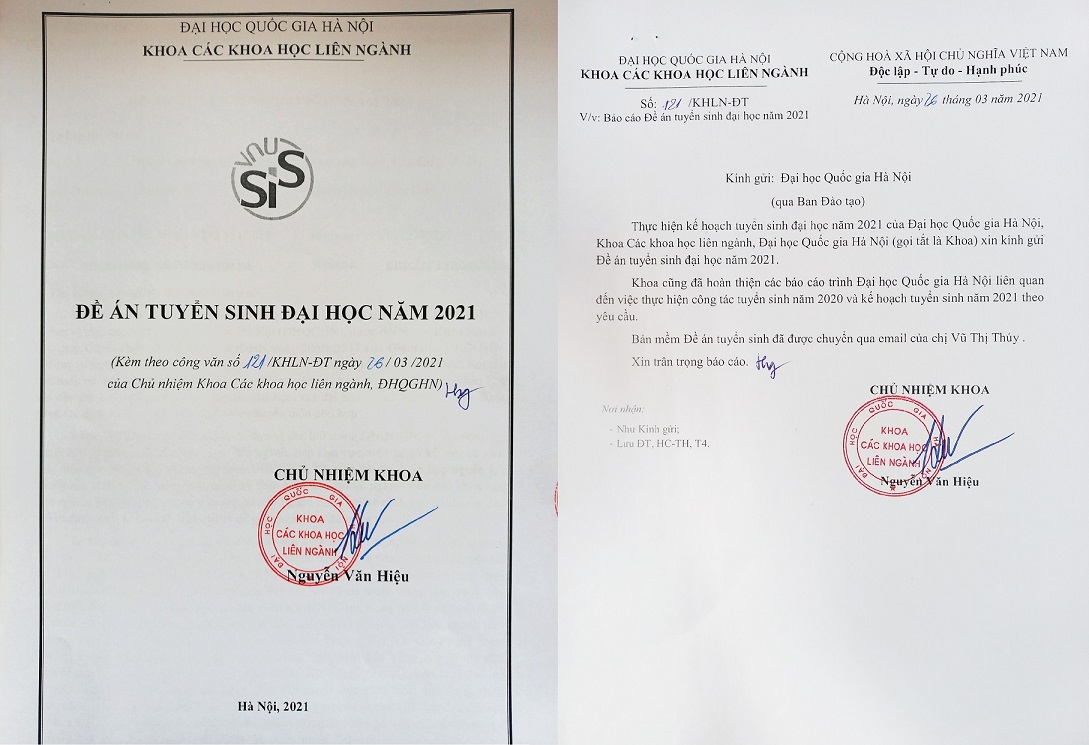 ĐẠI HỌC QUỐC GIA HÀ NỘI
KHOA CÁC KHOA HỌC LIÊN NGÀNH
VNU
SiS
ĐỀ ÁN TUYỂN SINH ĐẠI HỌC NĂM 2021
(Kèm theo công văn số 121/KHLN-ĐT ngày 26/ 03 /2021
của Chủ nhiệm Khoa Các khoa học liên ngành, ĐHQGHN)
CHỦ NHIỆM KHOA
ĐẠI HỌC QUỐC GIA HÀ NỘI
KHOA
CÁC KHOA HỌC
LIÊN NGÀNH
Nguyễn Văn Hiệu
Hà Nội, 2021
ĐẠI HỌC QUỐC GIA HÀ NỘI
KHOA CÁC KHOA HỌC LIÊN NGÀNH
Số: 121 /KHLN-ĐT
V/v: Báo cáo Đề án tuyển sinh đại học năm 2021
CỘNG HOÀ XÃ HỘI CHỦ NGHĨA VIỆT NAM
Độc lập - Tự do - Hạnh phúc
Hà Nội, ngày 26 tháng 03 năm 2021
Kính gửi: Đại học Quốc gia Hà Nội
(qua Ban Đào tạo)
Thực hiện kế hoạch tuyển sinh đại học năm 2021 của Đại học Quốc gia Hà Nội,
Khoa Các khoa học liên ngành, Đại học Quốc gia Hà Nội (gọi tắt là Khoa) xin kính gửi
Đề án tuyển sinh đại học năm 2021.
Khoa cũng đã hoàn thiện các báo cáo trình Đại học Quốc gia Hà Nội liên quan
đến việc thực hiện công tác tuyển sinh năm 2020 và kế hoạch tuyển sinh năm 2021 theo
yêu cầu.
Bản mềm Đề án tuyển sinh đã được chuyển qua email của chị Vũ Thị Thúy .
Xin trân trọng báo cáo.
Nơi nhận:
- Như Kính gửi;
- Lưu ĐT, HC-TH, T4.
CHỦ NHIỆM KHOA
ĐẠI HỌC QUỐC GIA HÀ NỘI
KHOA
CÁC KHOA HỌC
LIÊN NGÀNH
Nguyễn Văn Hiệu